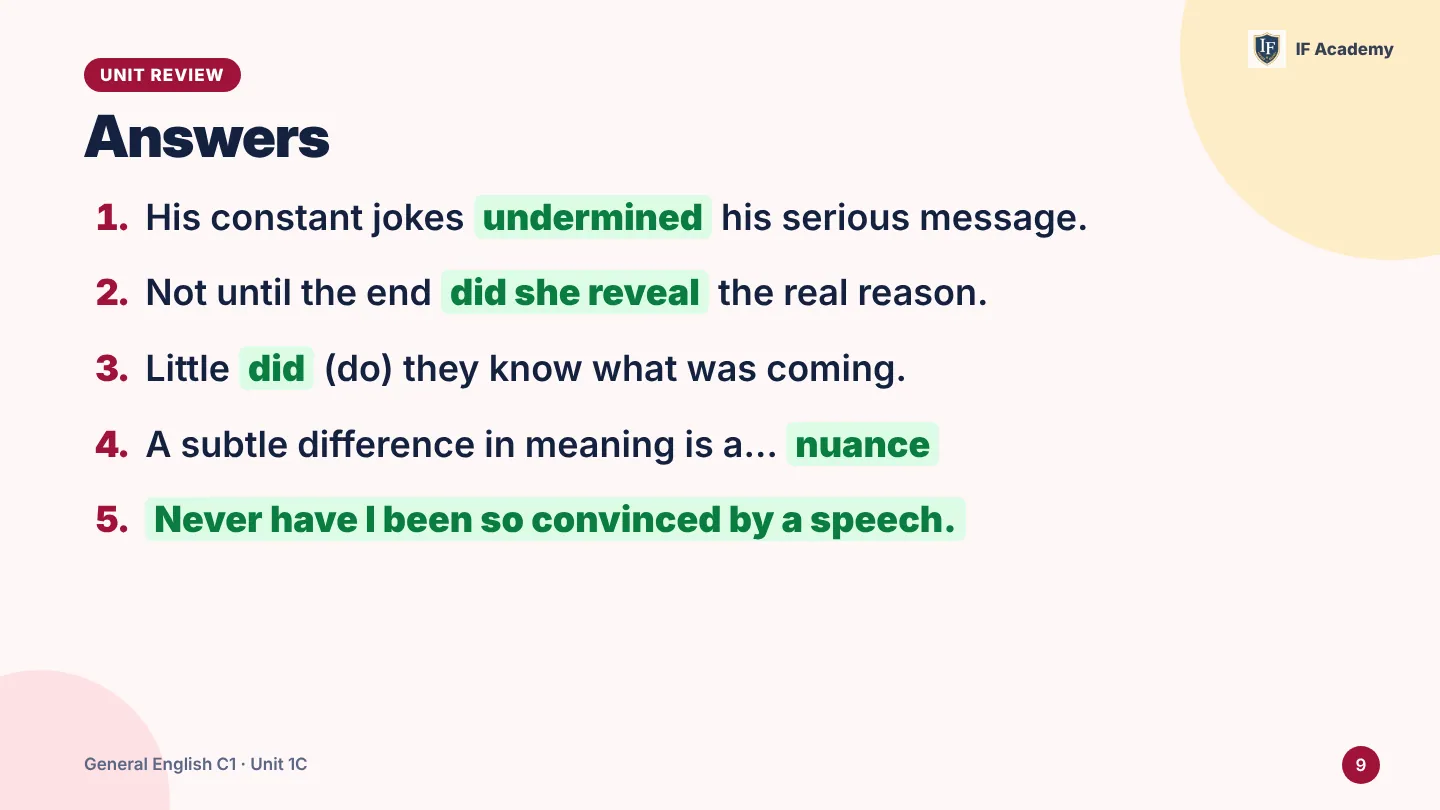 IF Academy
UNIT REVIEW
Answers
1. His constant jokes undermined his serious message.
2. Not until the end did she reveal the real reason.
3. Little did (do) they know what was coming.
4. A subtle difference in meaning is a... nuance
5. Never have I been so convinced by a speech.
General English C1 · Unit 1C
9